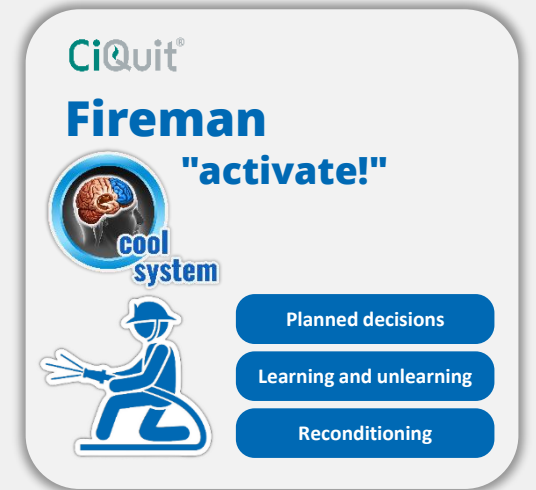 CiQuit®
Fireman
"activate!"
cool
system
Planned decisions
Learning and unlearning
Reconditioning